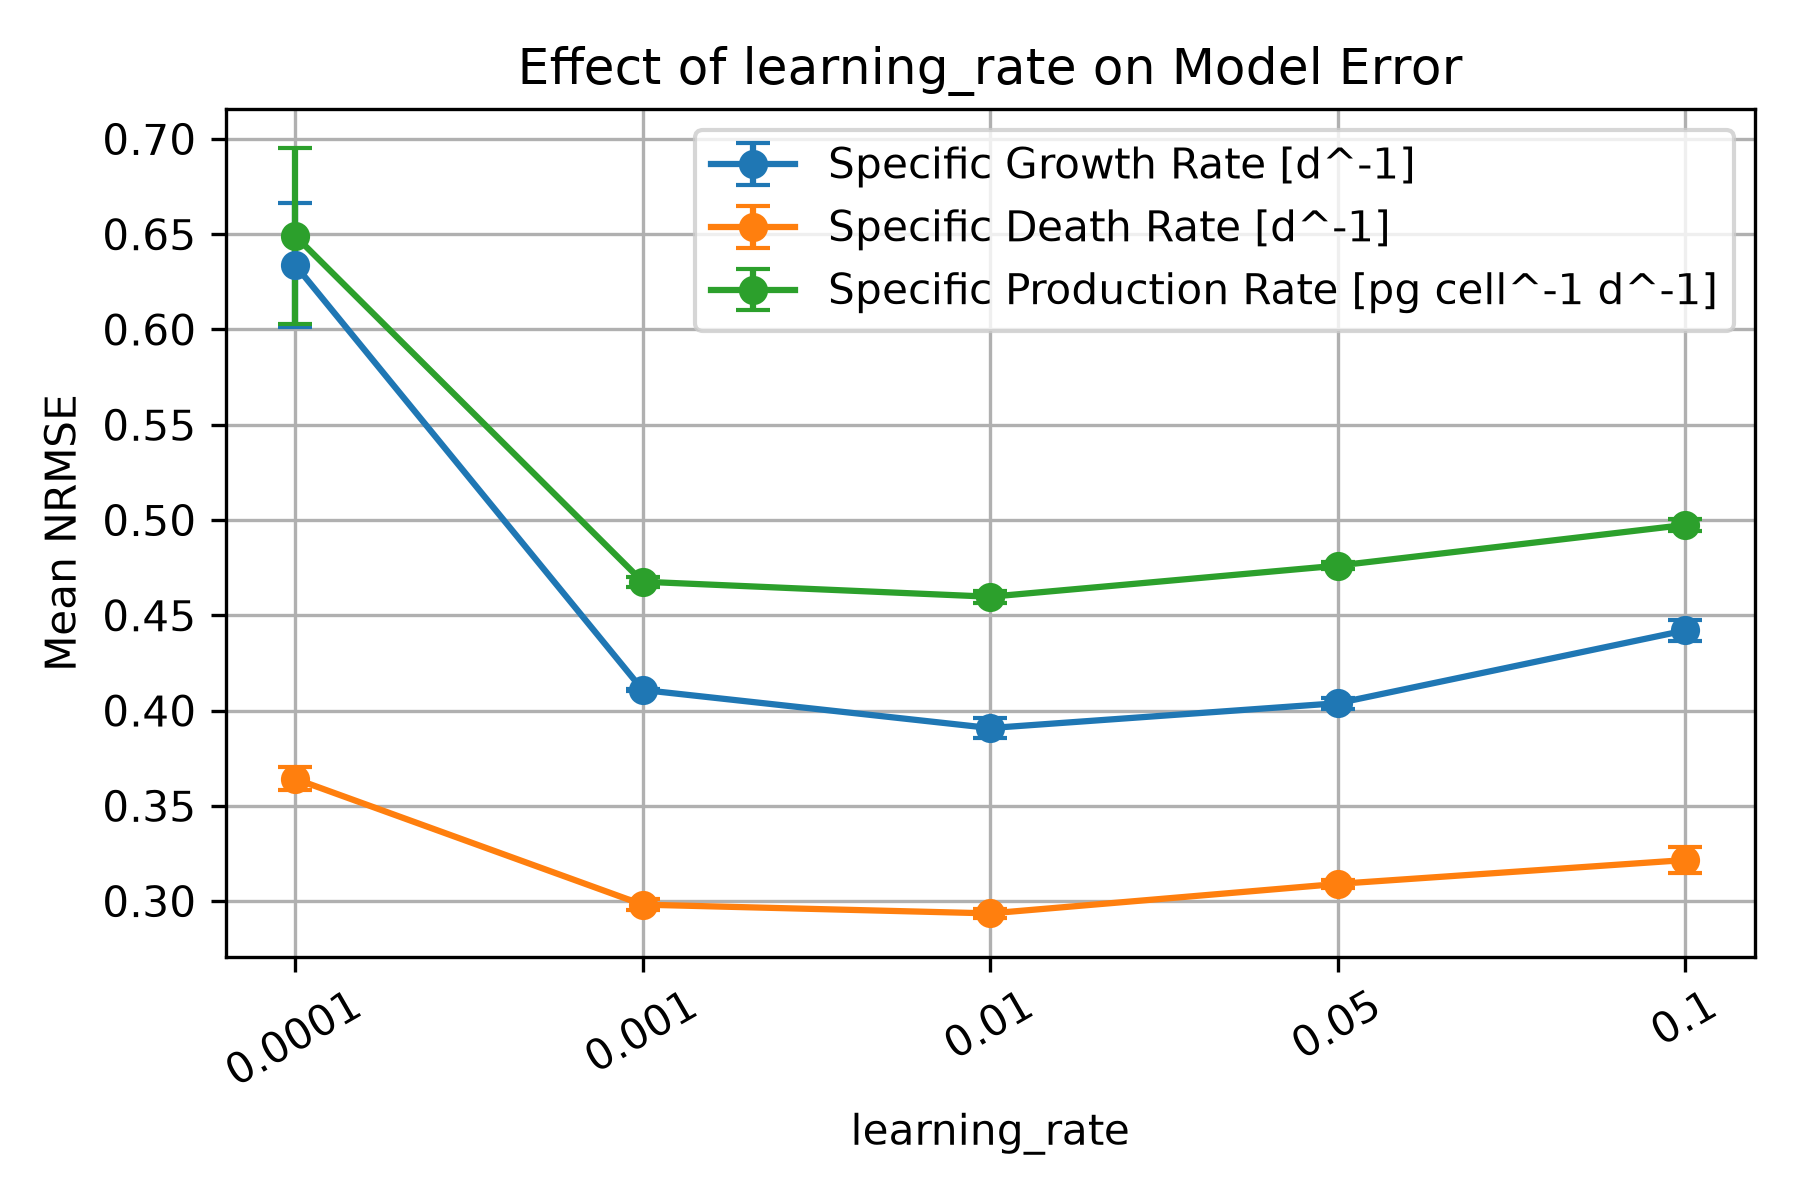 Effect of learning_rate on Model Error
Specific Growth Rate [d^-1]
Specific Death Rate [d^-1]
Specific Production Rate [pg cell^-1 d^-1]
Mean NRMSE
0.70
0.65
0.60
0.55
0.50
0.45
0.40
0.35
0.30
0.0001
0.001
0.01
0.05
0.1
learning_rate